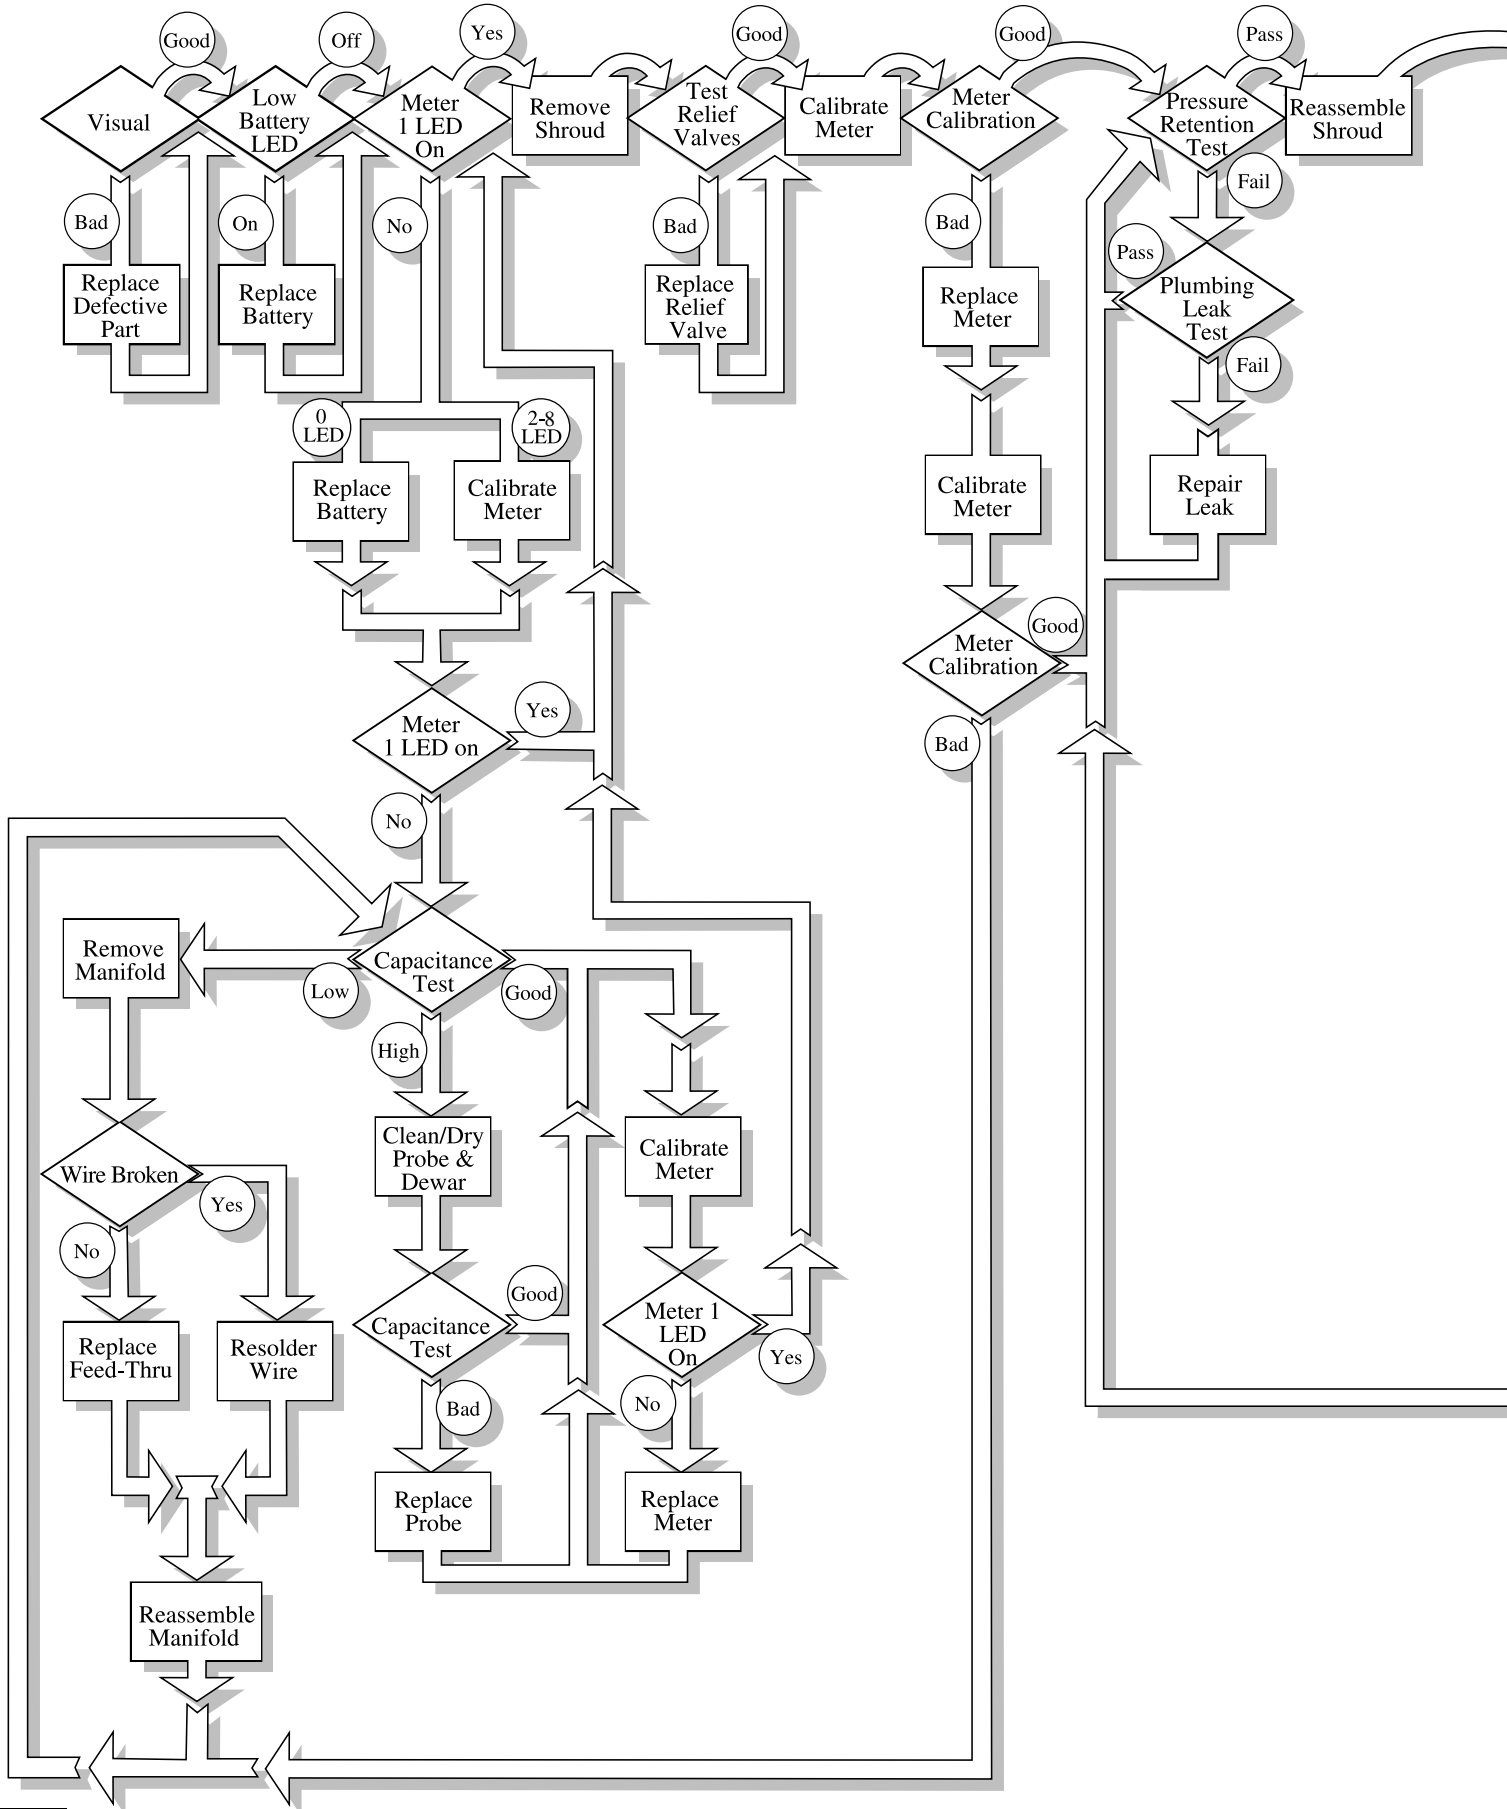 Good
Off
Yes
Good
Good
Pass
Visual
Low
Battery
LED
Meter
1 LED
On
Remove
Shroud
Test
Relief
Valves
Calibrate
Meter
Meter
Calibration
Pressure
Retention
Test
Reassemble
Shroud
Bad
On
No
Bad
Bad
Fail
Pass
Replace
Defective
Part
Replace
Battery
Replace
Relief
Valve
Replace
Meter
Plumbing
Leak
Test
Fail
0
LED
2-8
LED
Replace
Battery
Calibrate
Meter
Calibrate
Meter
Repair
Leak
Good
Meter
Calibration
Yes
Meter
1 LED on
Bad
No
Remove
Manifold
Capacitance
Test
Low
Good
High
Clean/Dry
Probe &
Dewar
Calibrate
Meter
Wire Broken
Yes
No
Good
Replace
Feed-Thru
Resolder
Wire
Capacitance
Test
Meter 1
LED
On
Yes
Bad
No
Replace
Probe
Replace
Meter
Reassemble
Manifold